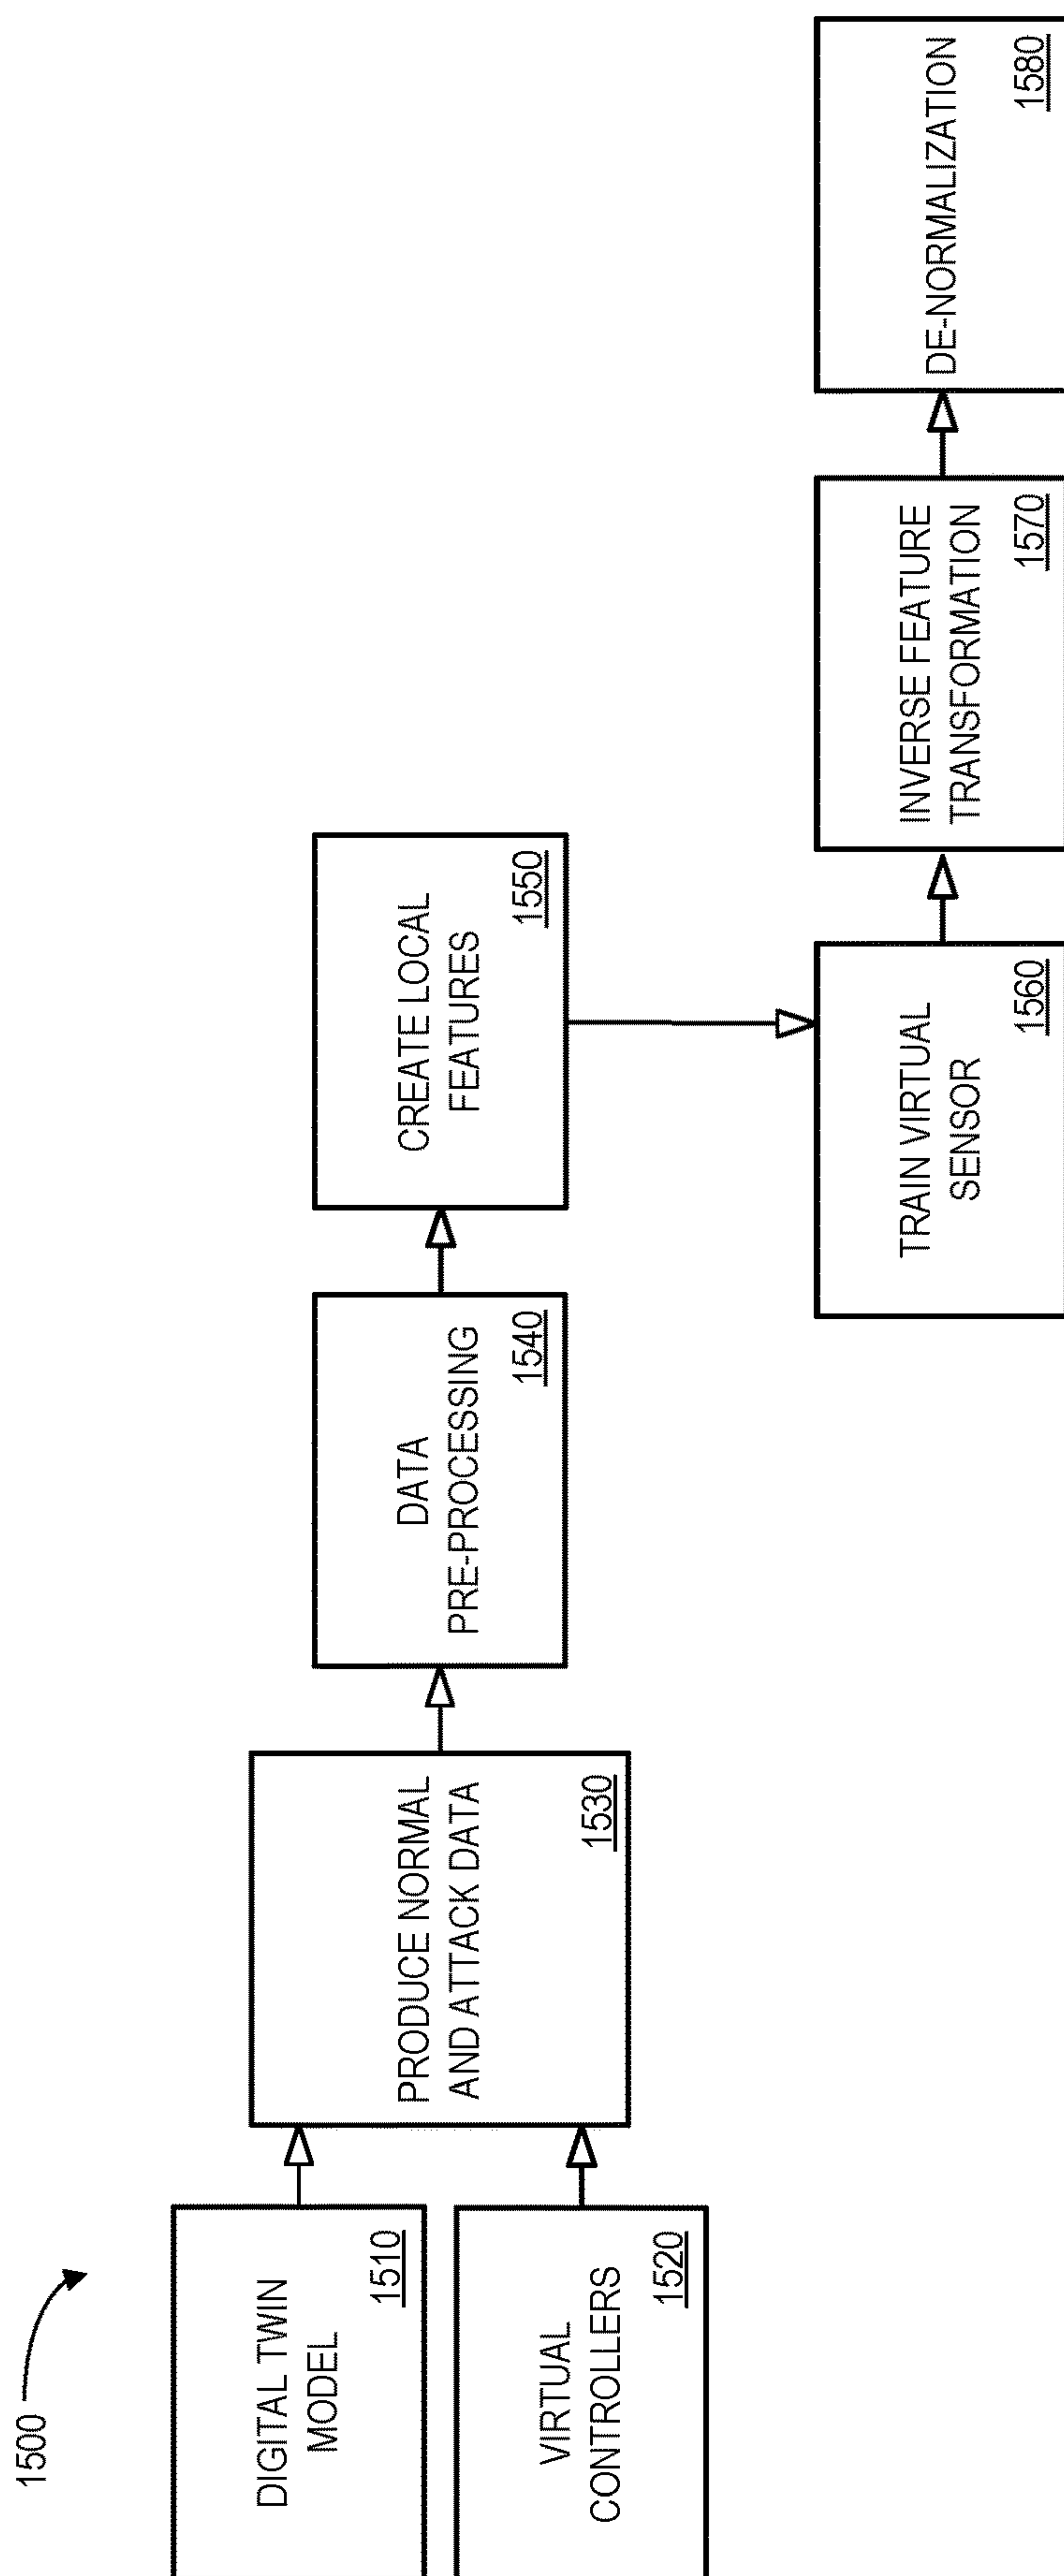 1500
DIGITAL TWIN
MODEL
1510
VIRTUAL
CONTROLLERS
1520
PRODUCE NORMAL
AND ATTACK DATA
1530
DATA
PRE-PROCESSING
1540
CREATE LOCAL
FEATURES
1550
TRAIN VIRTUAL
SENSOR
1560
INVERSE FEATURE
TRANSFORMATION
1570
DE-NORMALIZATION
1580